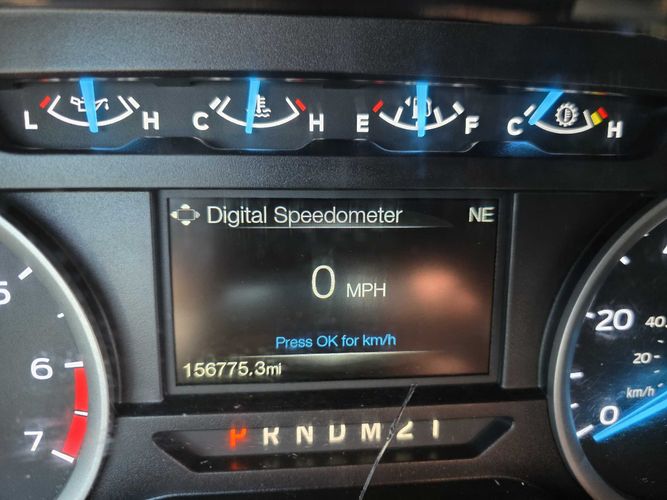 L H C H E F C H
Digital Speedometer NE
0 MPH
Press OK for km/h
156775.3mi
5
6
7
20
40
20
km/h
0
0
P R N D M 2 1